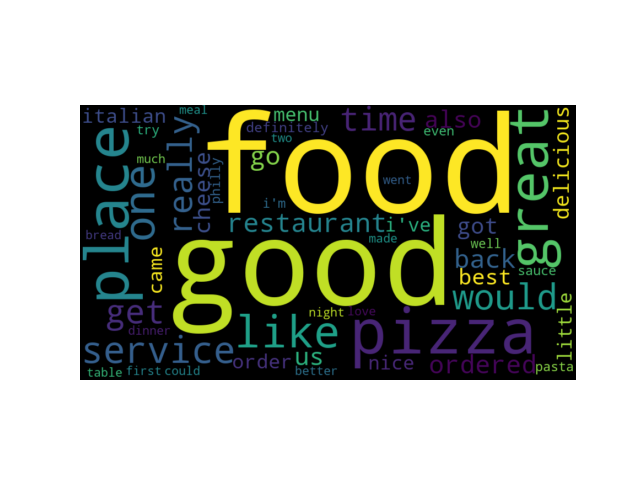 italian
meal
menu
time
also
delicious
try
definitely
even
two
food
great
place
one
really
cheese
philly
much
go
went
i'm
restaurant
i've
got
made
well
bread
came
good
back
best
sauce
get
would
night
love
dinner
like
pizza
little
service
order
us
nice
ordered
table
first
could
better
pasta